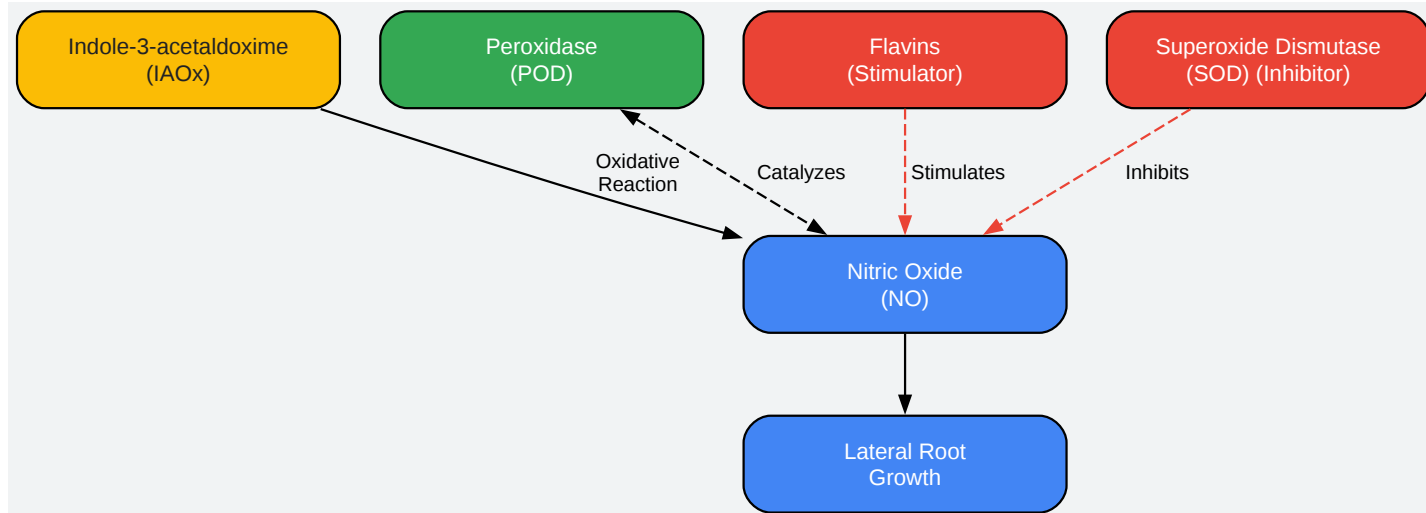 Indole-3-acetaldoxime
(IAOx)
Peroxidase
(POD)
Flavins
(Stimulator)
Superoxide Dismutase
(SOD) (Inhibitor)
Oxidative
Reaction
Catalyzes
Stimulates
Inhibits
Nitric Oxide
(NO)
Lateral Root
Growth